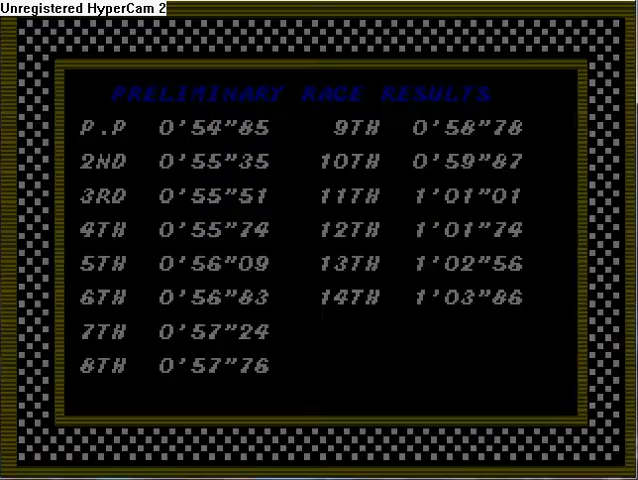 Unregistered HyperCam 2
PRELIMINARY RACE RESULTS
P.P 0'54"85 9TH 0'58"78
2ND 0'55"35 10TH 0'59"87
3RD 0'55"51 11TH 1'01"01
4TH 0'55"74 12TH 1'01"74
5TH 0'56"09 13TH 1'02"56
6TH 0'56"83 14TH 1'03"86
7TH 0'57"24
8TH 0'57"76